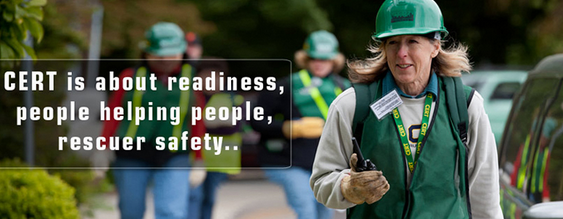 CERT is about readiness,
people helping people,
rescuer safety..